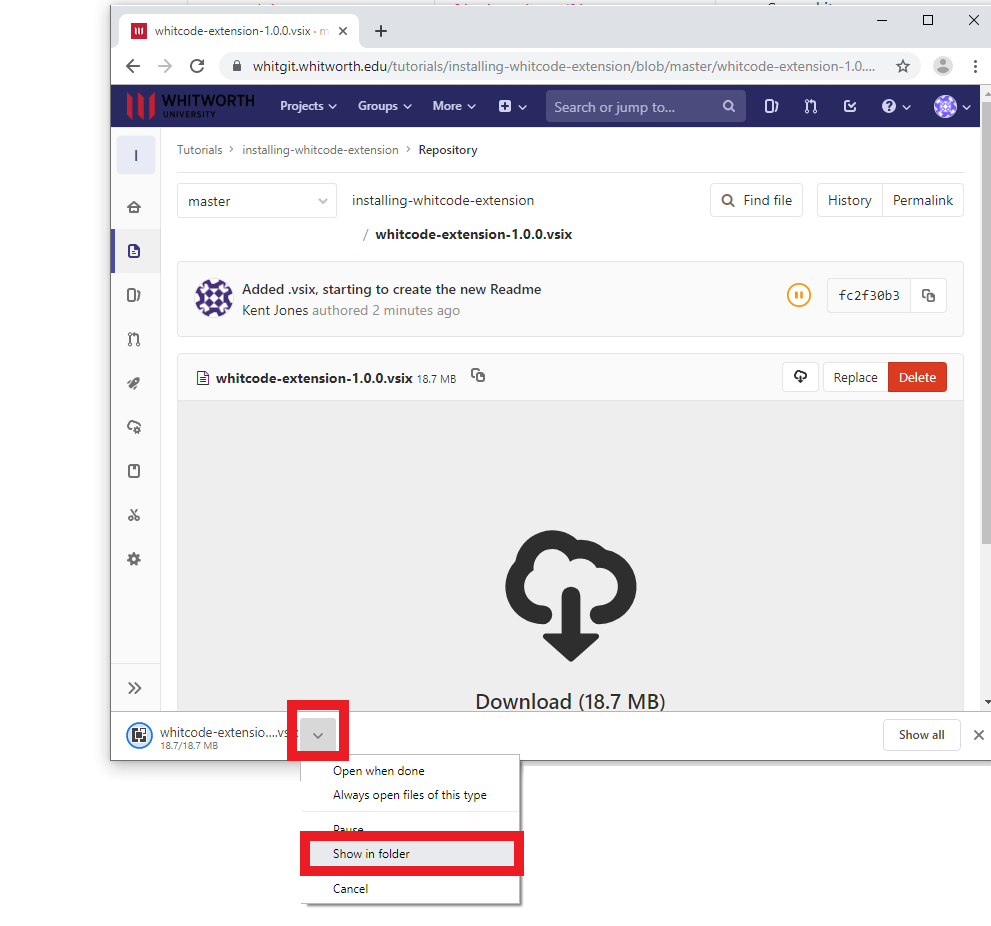 whitcode-extension-1.0.0.vsix · m
whitgit.whitworth.edu/tutorials/installing-whitcode-extension/blob/master/whitcode-extension-1.0....
WHITWORTH
UNIVERSITY
Projects Groups More Search or jump to...
I
Tutorials > installing-whitcode-extension > Repository
master installing-whitcode-extension Find file History Permalink
/ whitcode-extension-1.0.0.vsix
Added .vsix, starting to create the new Readme
Kent Jones authored 2 minutes ago
fc2f30b3
whitcode-extension-1.0.0.vsix 18.7 MB Replace Delete
Download (18.7 MB)
whitcode-extensio....vsix
18.7/18.7 MB
Show all
Open when done
Always open files of this type
Pause
Show in folder
Cancel